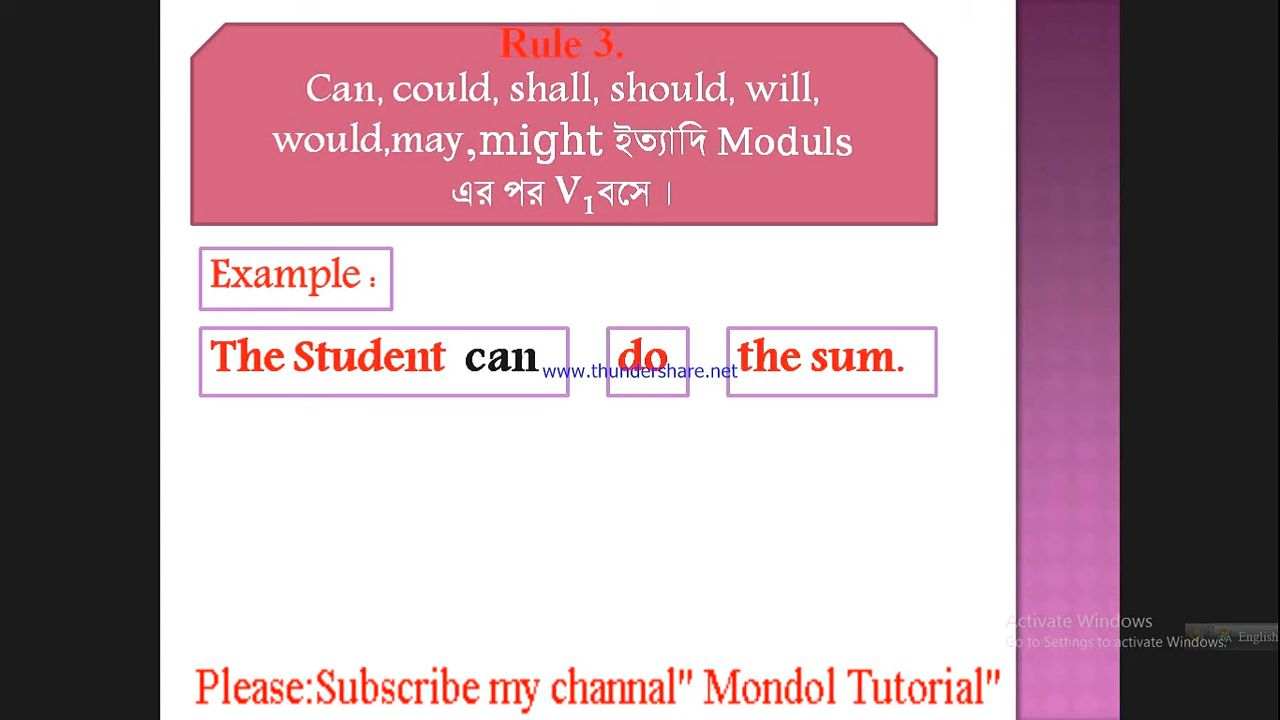 Rule 3.
Can, could, shall, should, will,
would,may,might ইত্যাদি Moduls
এর পর V1 বসে ।
Example :
The Student can do the sum.
www.thundershare.net
Activate Windows
Go to Settings to activate Windows.
English
Please:Subscribe my channal" Mondol Tutorial"